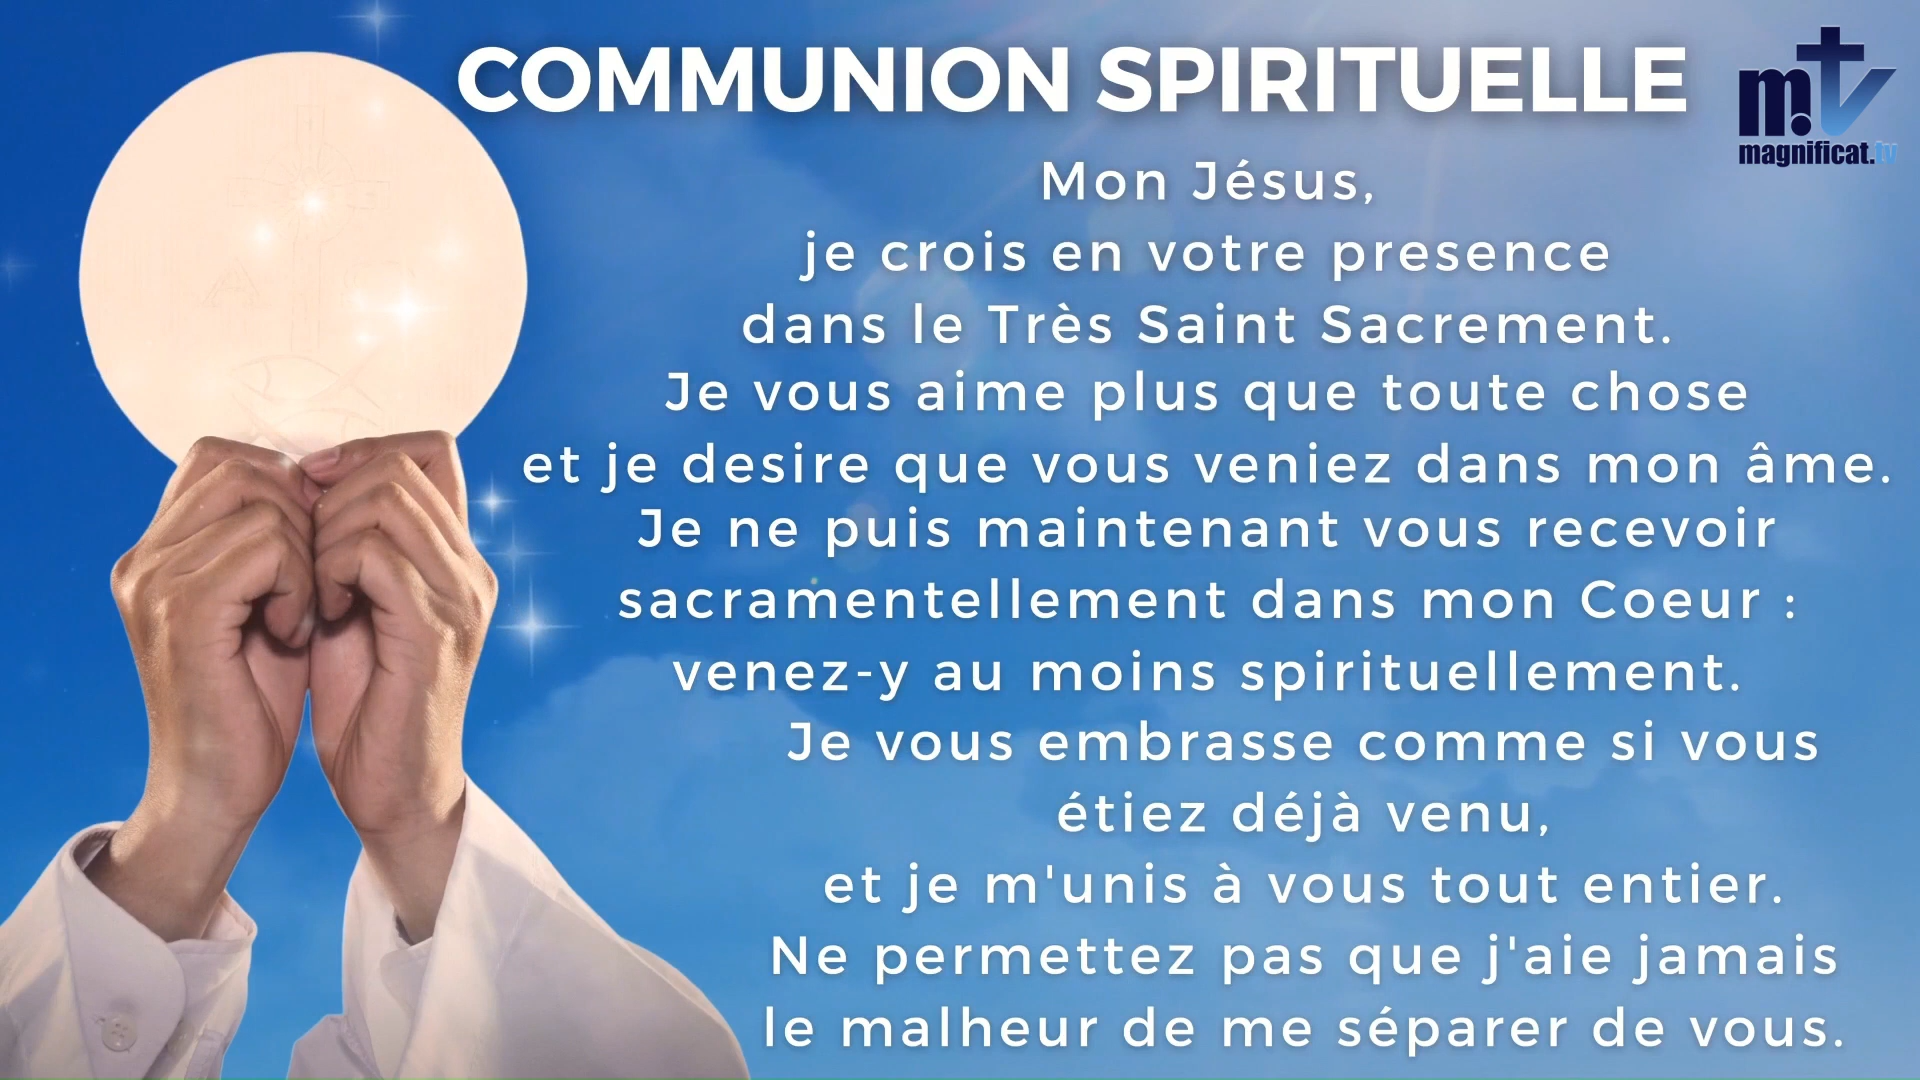 COMMUNION SPIRITUELLE
mtv
magnificat.tv
Mon Jésus,
je crois en votre presence
dans le Très Saint Sacrement.
Je vous aime plus que toute chose
et je desire que vous veniez dans mon âme.
Je ne puis maintenant vous recevoir
sacramentellement dans mon Coeur :
venez-y au moins spirituellement.
Je vous embrasse comme si vous
étiez déjà venu,
et je m'unis à vous tout entier.
Ne permettez pas que j'aie jamais
le malheur de me séparer de vous.